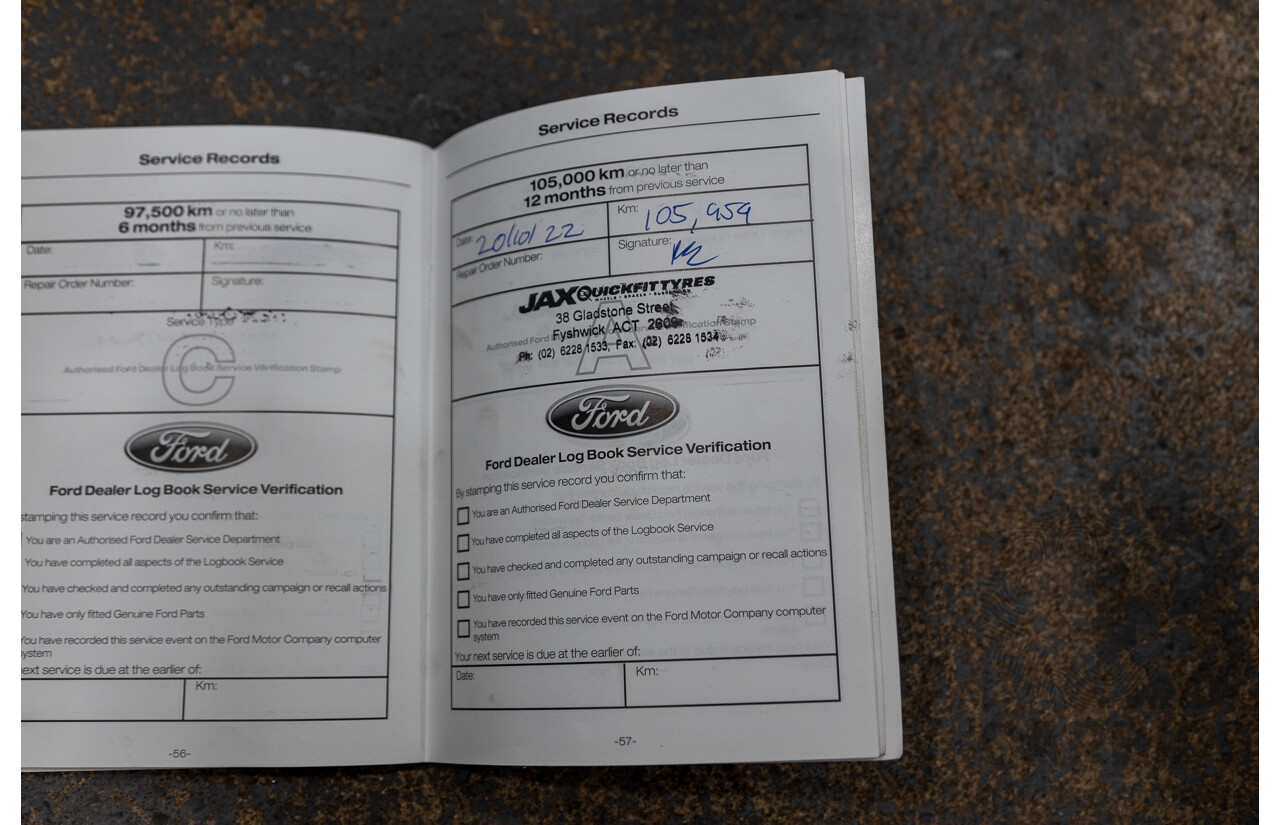 Service Records
97,500 km or no later than
6 months from previous service
Date:
Km:
Repair Order Number:
Signature:
Service Type
C
Authorised Ford Dealer Log Book Service Verification Stamp
Ford
Ford Dealer Log Book Service Verification
stamping this service record you confirm that:
You are an Authorised Ford Dealer Service Department
You have completed all aspects of the Logbook Service
You have checked and completed any outstanding campaign or recall actions
You have only fitted Genuine Ford Parts
You have recorded this service event on the Ford Motor Company computer
system
next service is due at the earlier of:
Km:
-56-
Service Records
105,000 km or no later than
12 months from previous service
Date: 20/10/22
Km: 105,959
Repair Order Number:
Signature:
JAX QUICKFIT TYRES
WHEELS • BRAKES • SUSPENSION
38 Gladstone Street
Fyshwick ACT 2609
Authorised Ford Verification Stamp
Ph: (02) 6228 1533, Fax: (02) 6228 1534
A
Ford
Ford Dealer Log Book Service Verification
By stamping this service record you confirm that:
You are an Authorised Ford Dealer Service Department
You have completed all aspects of the Logbook Service
You have checked and completed any outstanding campaign or recall actions
You have only fitted Genuine Ford Parts
You have recorded this service event on the Ford Motor Company computer
system
Your next service is due at the earlier of:
Date:
Km:
-57-